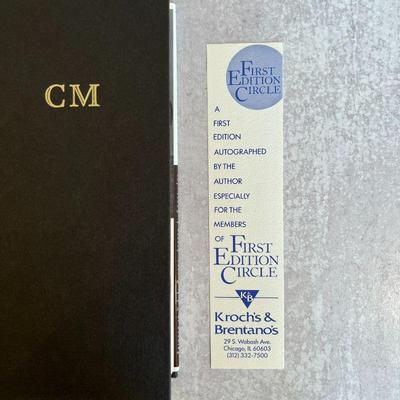 CM
FIRST
EDITION
CIRCLE
A
FIRST
EDITION
AUTOGRAPHED
BY THE
AUTHOR
ESPECIALLY
FOR THE
MEMBERS
OF FIRST
EDITION
CIRCLE
K&B
Kroch's &
Brentano's
29 S. Wabash Ave.
Chicago, IL 60603
(312) 332-7500